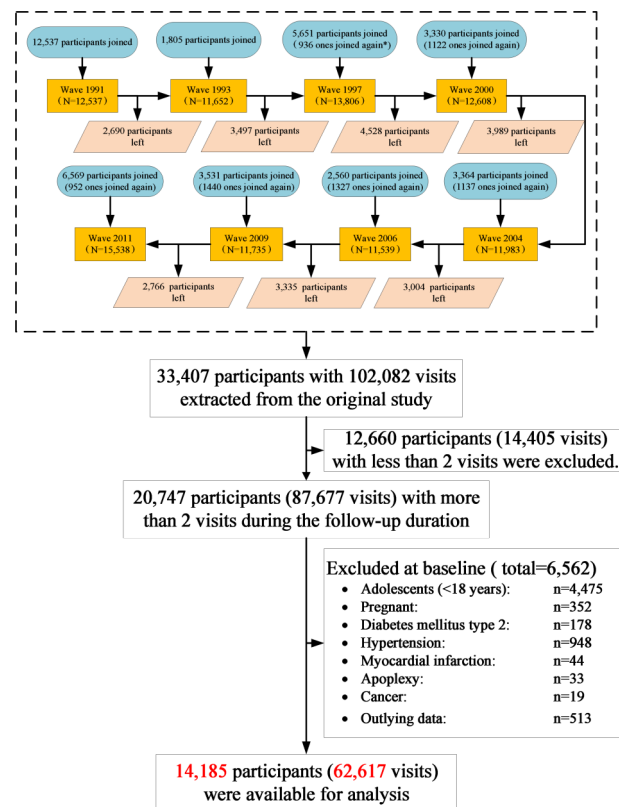 12,537 participants joined
1,805 participants joined
5,651 participants joined
(936 ones joined again*)
3,330 participants joined
(1122 ones joined again)
Wave 1991
(N=12,537)
Wave 1993
(N=11,652)
Wave 1997
(N=13,806)
Wave 2000
(N=12,608)
2,690 participants
left
3,497 participants
left
4,528 participants
left
3,989 participants
left
6,569 participants joined
(952 ones joined again)
3,531 participants joined
(1440 ones joined again)
2,560 participants joined
(1327 ones joined again)
3,364 participants joined
(1137 ones joined again)
Wave 2011
(N=15,538)
Wave 2009
(N=11,735)
Wave 2006
(N=11,539)
Wave 2004
(N=11,983)
2,766 participants
left
3,335 participants
left
3,004 participants
left
33,407 participants with 102,082 visits
extracted from the original study
12,660 participants (14,405 visits)
with less than 2 visits were excluded.
20,747 participants (87,677 visits) with more
than 2 visits during the follow-up duration
Excluded at baseline ( total=6,562)
• Adolescents (<18 years): n=4,475
• Pregnant: n=352
• Diabetes mellitus type 2: n=178
• Hypertension: n=948
• Myocardial infarction: n=44
• Apoplexy: n=33
• Cancer: n=19
• Outlying data: n=513
14,185 participants (62,617 visits)
were available for analysis